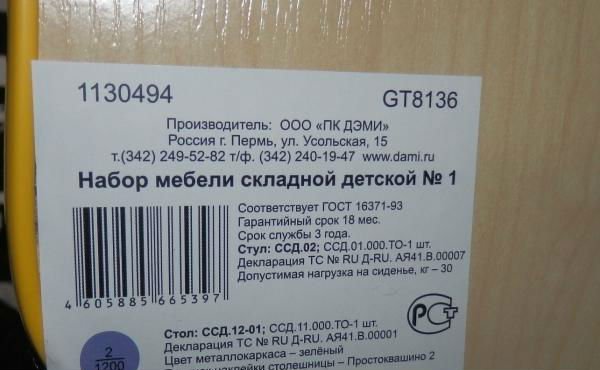 1130494 GT8136
Производитель: ООО «ПК ДЭМИ»
Россия г. Пермь, ул. Усольская, 15
т.(342) 249-52-82 т/ф. (342) 240-19-47 www.dami.ru
Набор мебели складной детской № 1
Соответствует ГОСТ 16371-93
Гарантийный срок 18 мес.
Срок службы 3 года.
Стул: ССД.02; ССД.01.000.ТО-1 шт.
Декларация ТС № RU Д-RU. АЯ41.В.00007
Допустимая нагрузка на сиденье, кг – 30
4 605885 665397
РСТ
Стол: ССД.12-01; ССД.11.000.ТО-1 шт.
Декларация ТС № RU Д-RU. АЯ41.В.00001
Цвет металлокаркаса – зелёный
наклейки столешницы – Простоквашино 2
2
1200